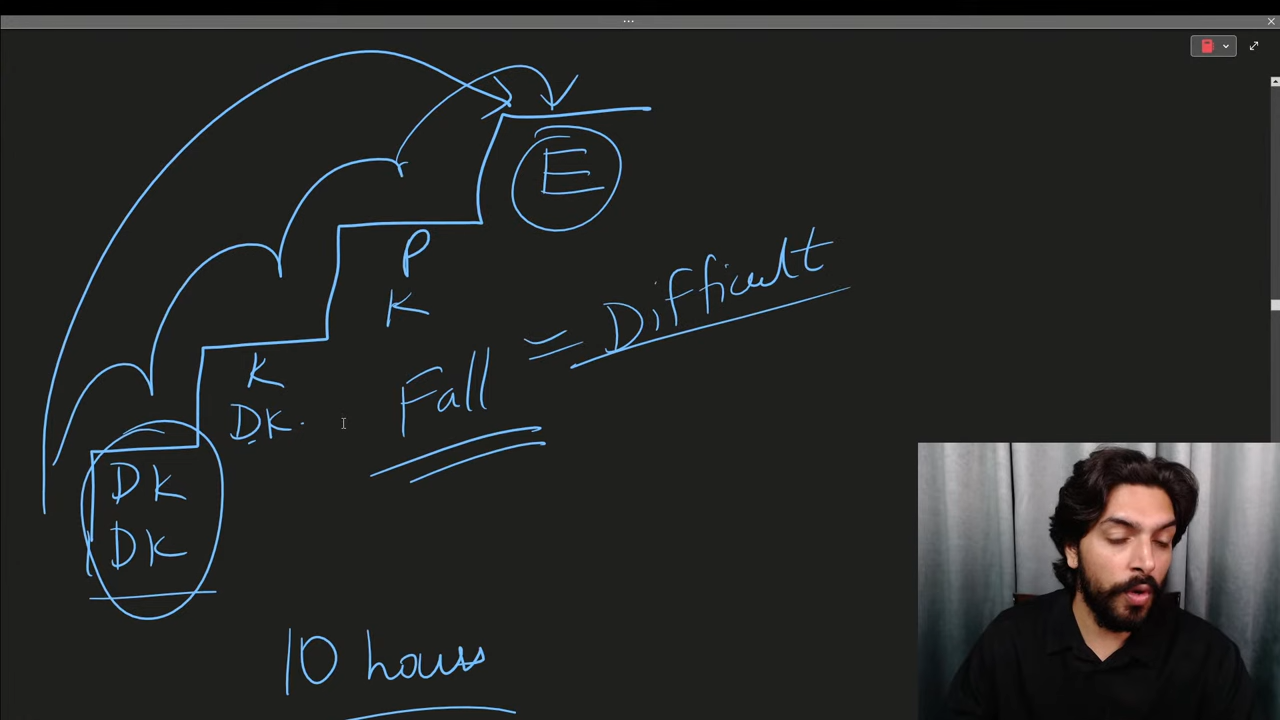 E
P
K
= Difficult
K
DK.
Fall
DK
DK
10 hours